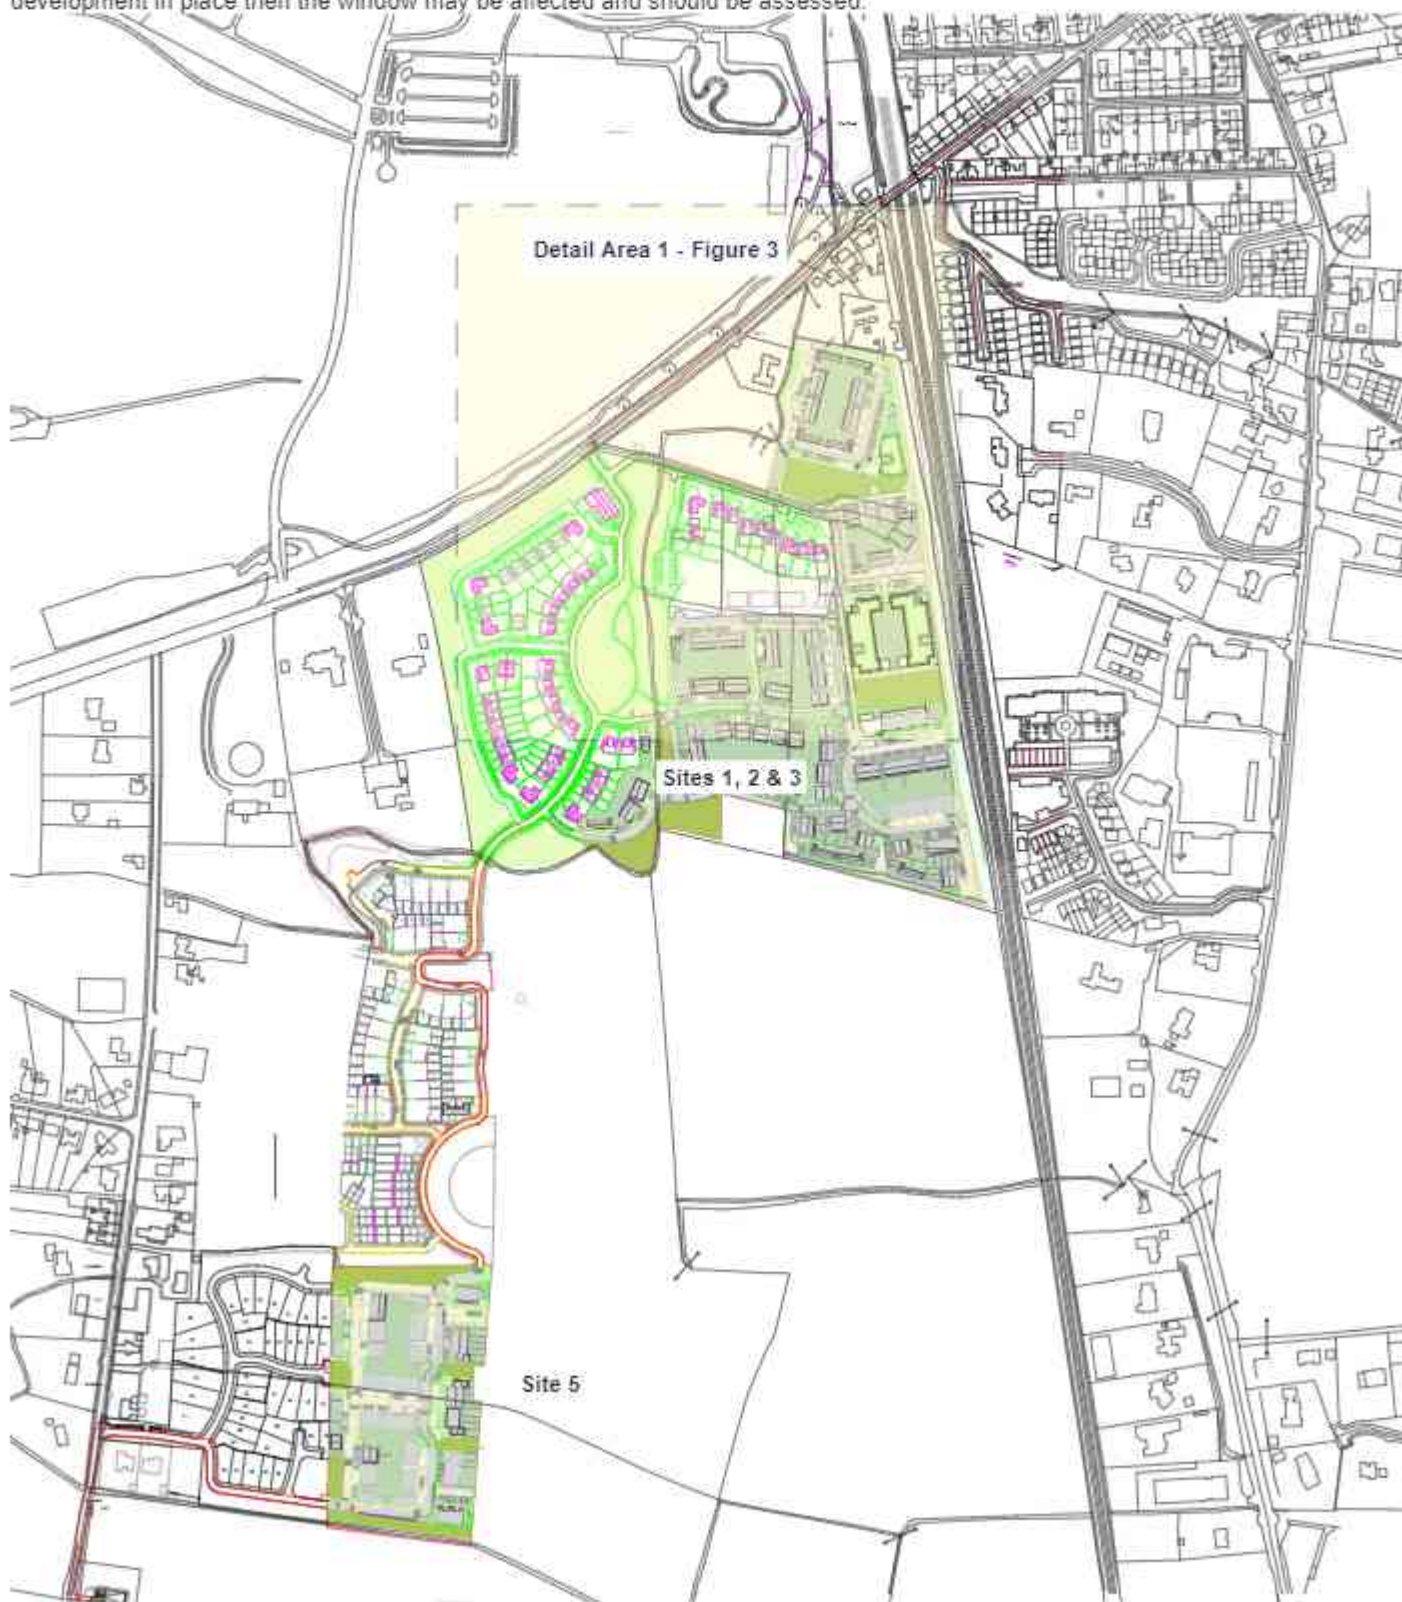 development in place then the window may be affected and should be assessed.
Detail Area 1 - Figure 3
Sites 1, 2 & 3
Site 5